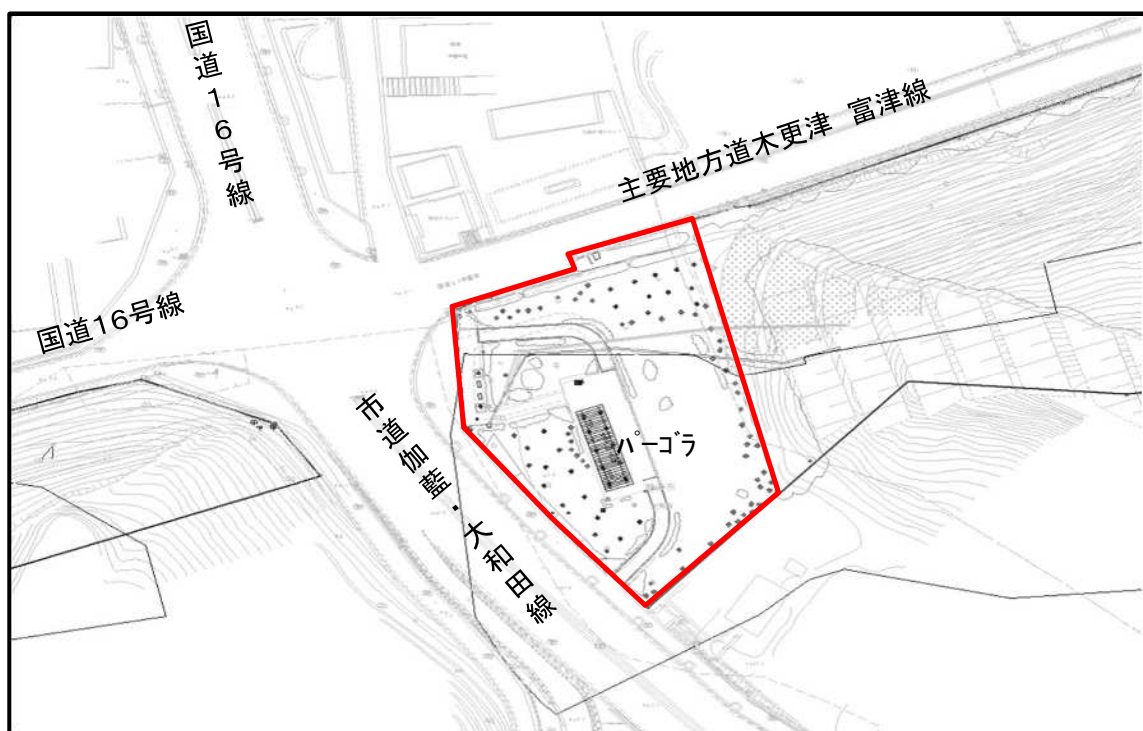 国道１６号線
主要地方道木更津　富津線
国道１６号線
市道伽藍・大和田線
パーゴラ